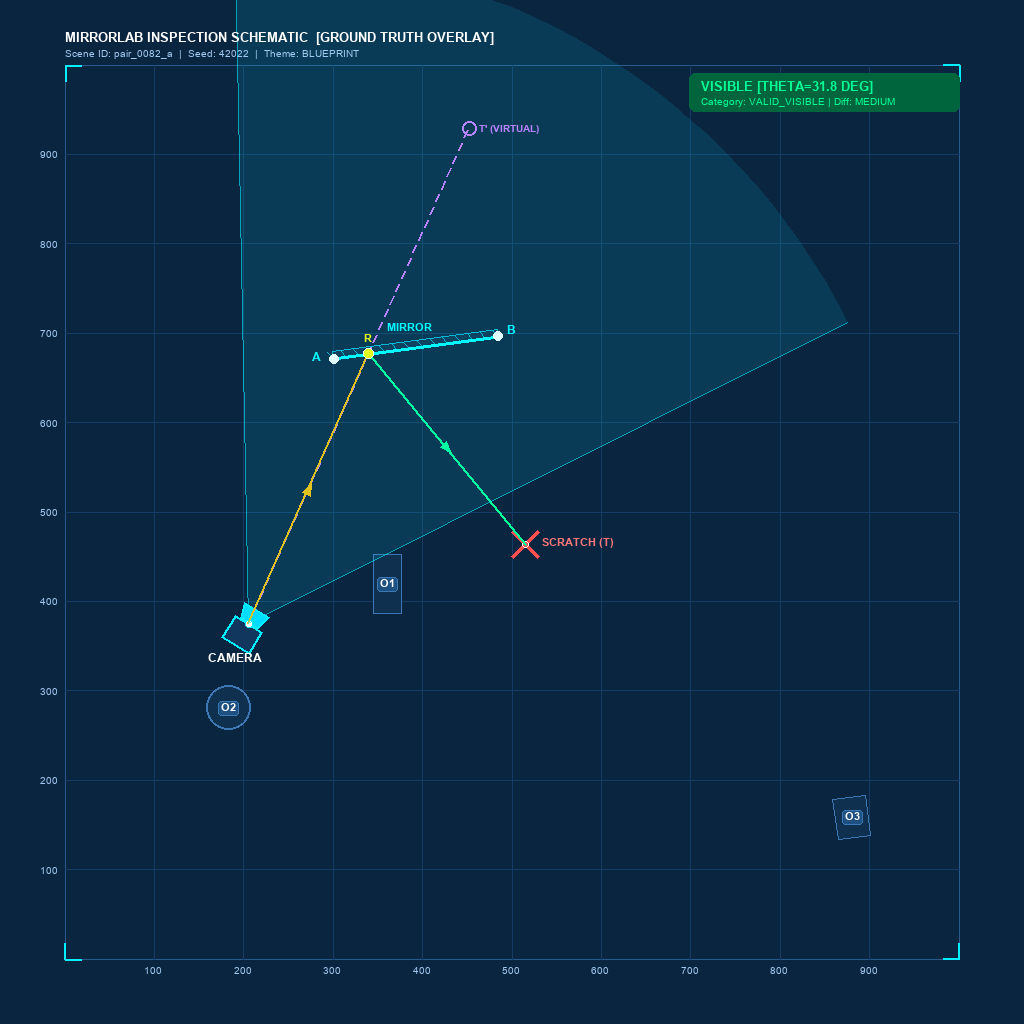 MIRRORLAB INSPECTION SCHEMATIC [GROUND TRUTH OVERLAY]
Scene ID: pair_0082_a | Seed: 42022 | Theme: BLUEPRINT
VISIBLE [THETA=31.8 DEG]
Category: VALID_VISIBLE | Diff: MEDIUM
T' (VIRTUAL)
900
800
700
MIRROR
B
R
A
600
500
SCRATCH (T)
O1
400
CAMERA
300
O2
200
O3
100
100 200 300 400 500 600 700 800 900